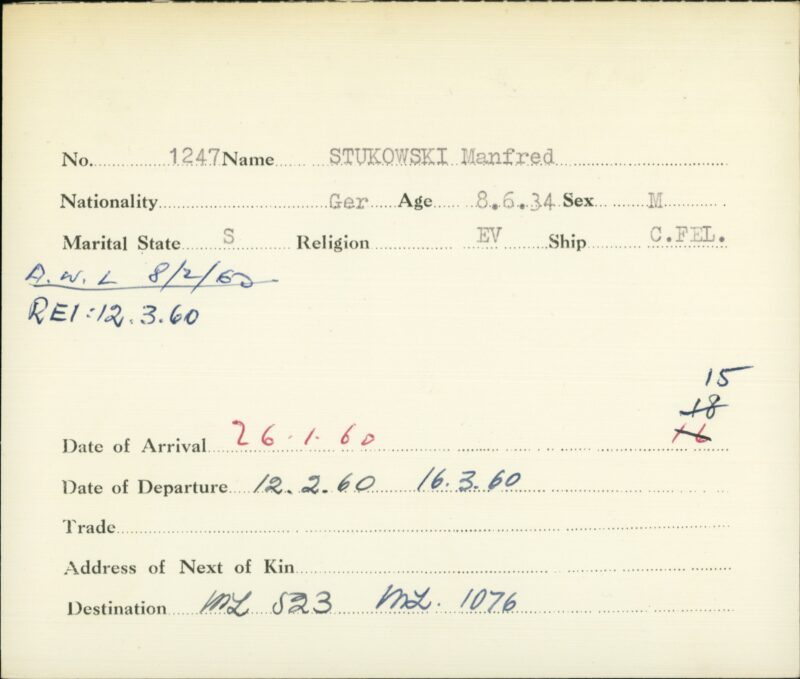 No. 1247 Name STUKOWSKI Manfred
Nationality Ger Age 8.6.34 Sex M
Marital State S Religion EV Ship C.FEL.
A.W.L 8/2/60
REI: 12.3.60
15
18
16
Date of Arrival 26.1.60
Date of Departure 12.2.60 16.3.60
Trade
Address of Next of Kin
Destination ML 523 ML. 1076